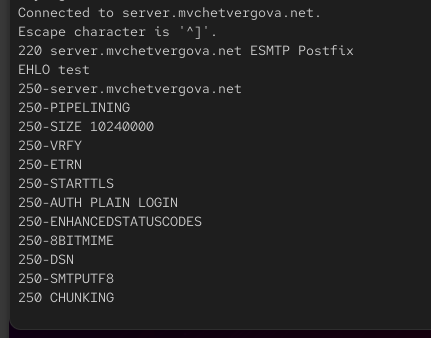 Connected to server.mvchetvergova.net.
Escape character is '^]'.
220 server.mvchetvergova.net ESMTP Postfix
EHLO test
250-server.mvchetvergova.net
250-PIPELINING
250-SIZE 10240000
250-VRFY
250-ETRN
250-STARTTLS
250-AUTH PLAIN LOGIN
250-ENHANCEDSTATUSCODES
250-8BITMIME
250-DSN
250-SMTPUTF8
250 CHUNKING